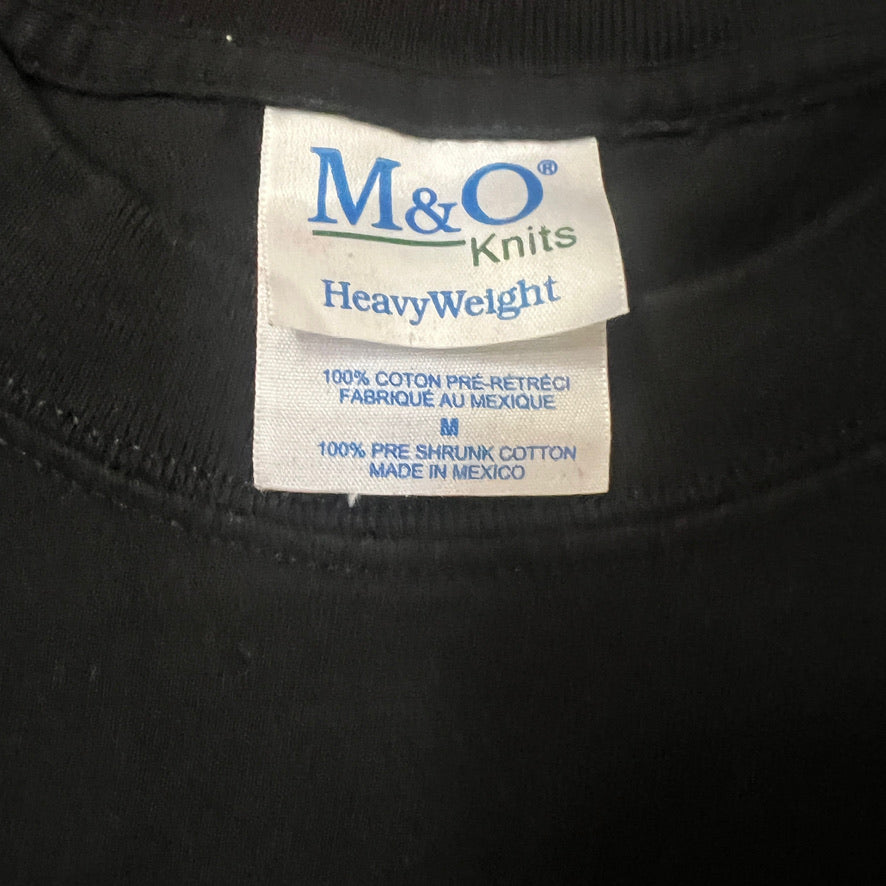 M&O®
Knits
HeavyWeight
100% COTON PRÉ-RÉTRÉCI
FABRIQUÉ AU MEXIQUE
M
100% PRE SHRUNK COTTON
MADE IN MEXICO